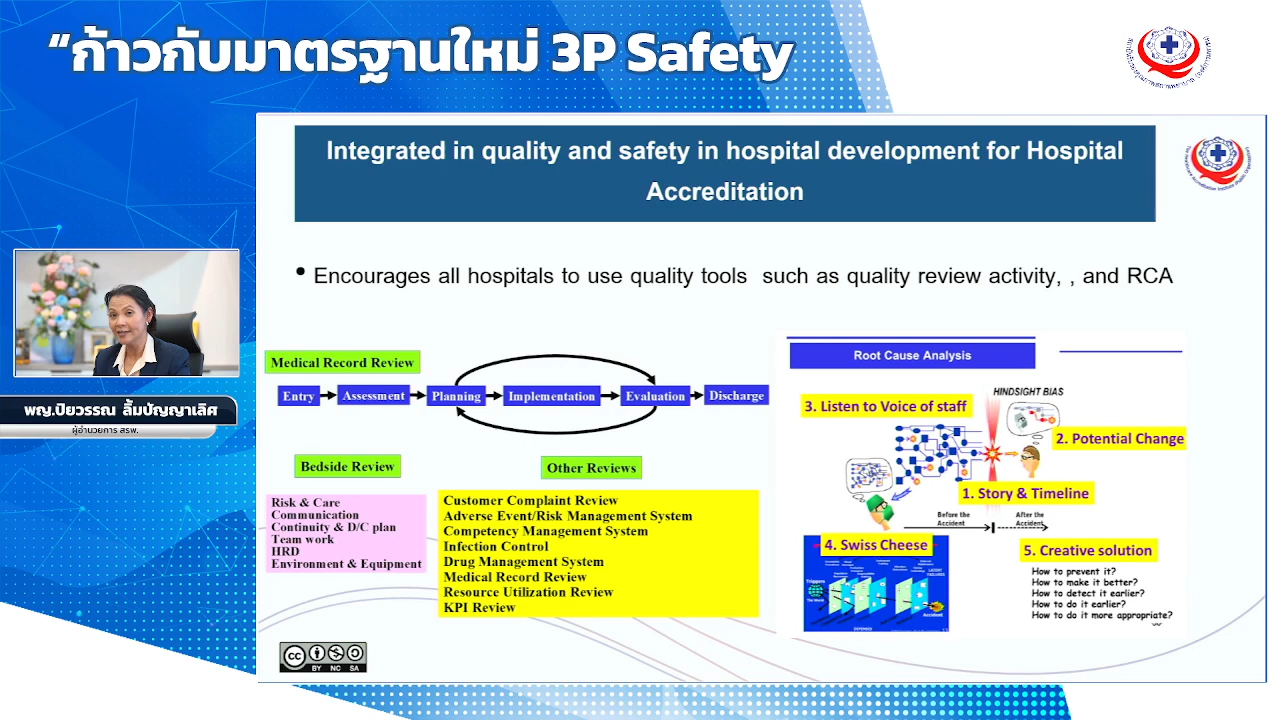 “ก้าวกับมาตรฐานใหม่ 3P Safety
Integrated in quality and safety in hospital development for Hospital
Accreditation
• Encourages all hospitals to use quality tools such as quality review activity, , and RCA
พญ.ปิยวรรณ ลิ้มปัญญาเลิศ
ผู้อำนวยการ สรพ.
Medical Record Review
Entry
Assessment
Planning
Implementation
Evaluation
Discharge
Bedside Review
Risk & Care
Communication
Continuity & D/C plan
Team work
HRD
Environment & Equipment
Other Reviews
Customer Complaint Review
Adverse Event/Risk Management System
Competency Management System
Infection Control
Drug Management System
Medical Record Review
Resource Utilization Review
KPI Review
Root Cause Analysis
HINDSIGHT BIAS
3. Listen to Voice of staff
2. Potential Change
1. Story & Timeline
Before the
Accident
After the
Accident
4. Swiss Cheese
Triggers
The World
LATENT
FAILURES
Accident
DEFENSES
5. Creative solution
How to prevent it?
How to make it better?
How to detect it earlier?
How to do it earlier?
How to do it more appropriate?
CC
BY NC SA